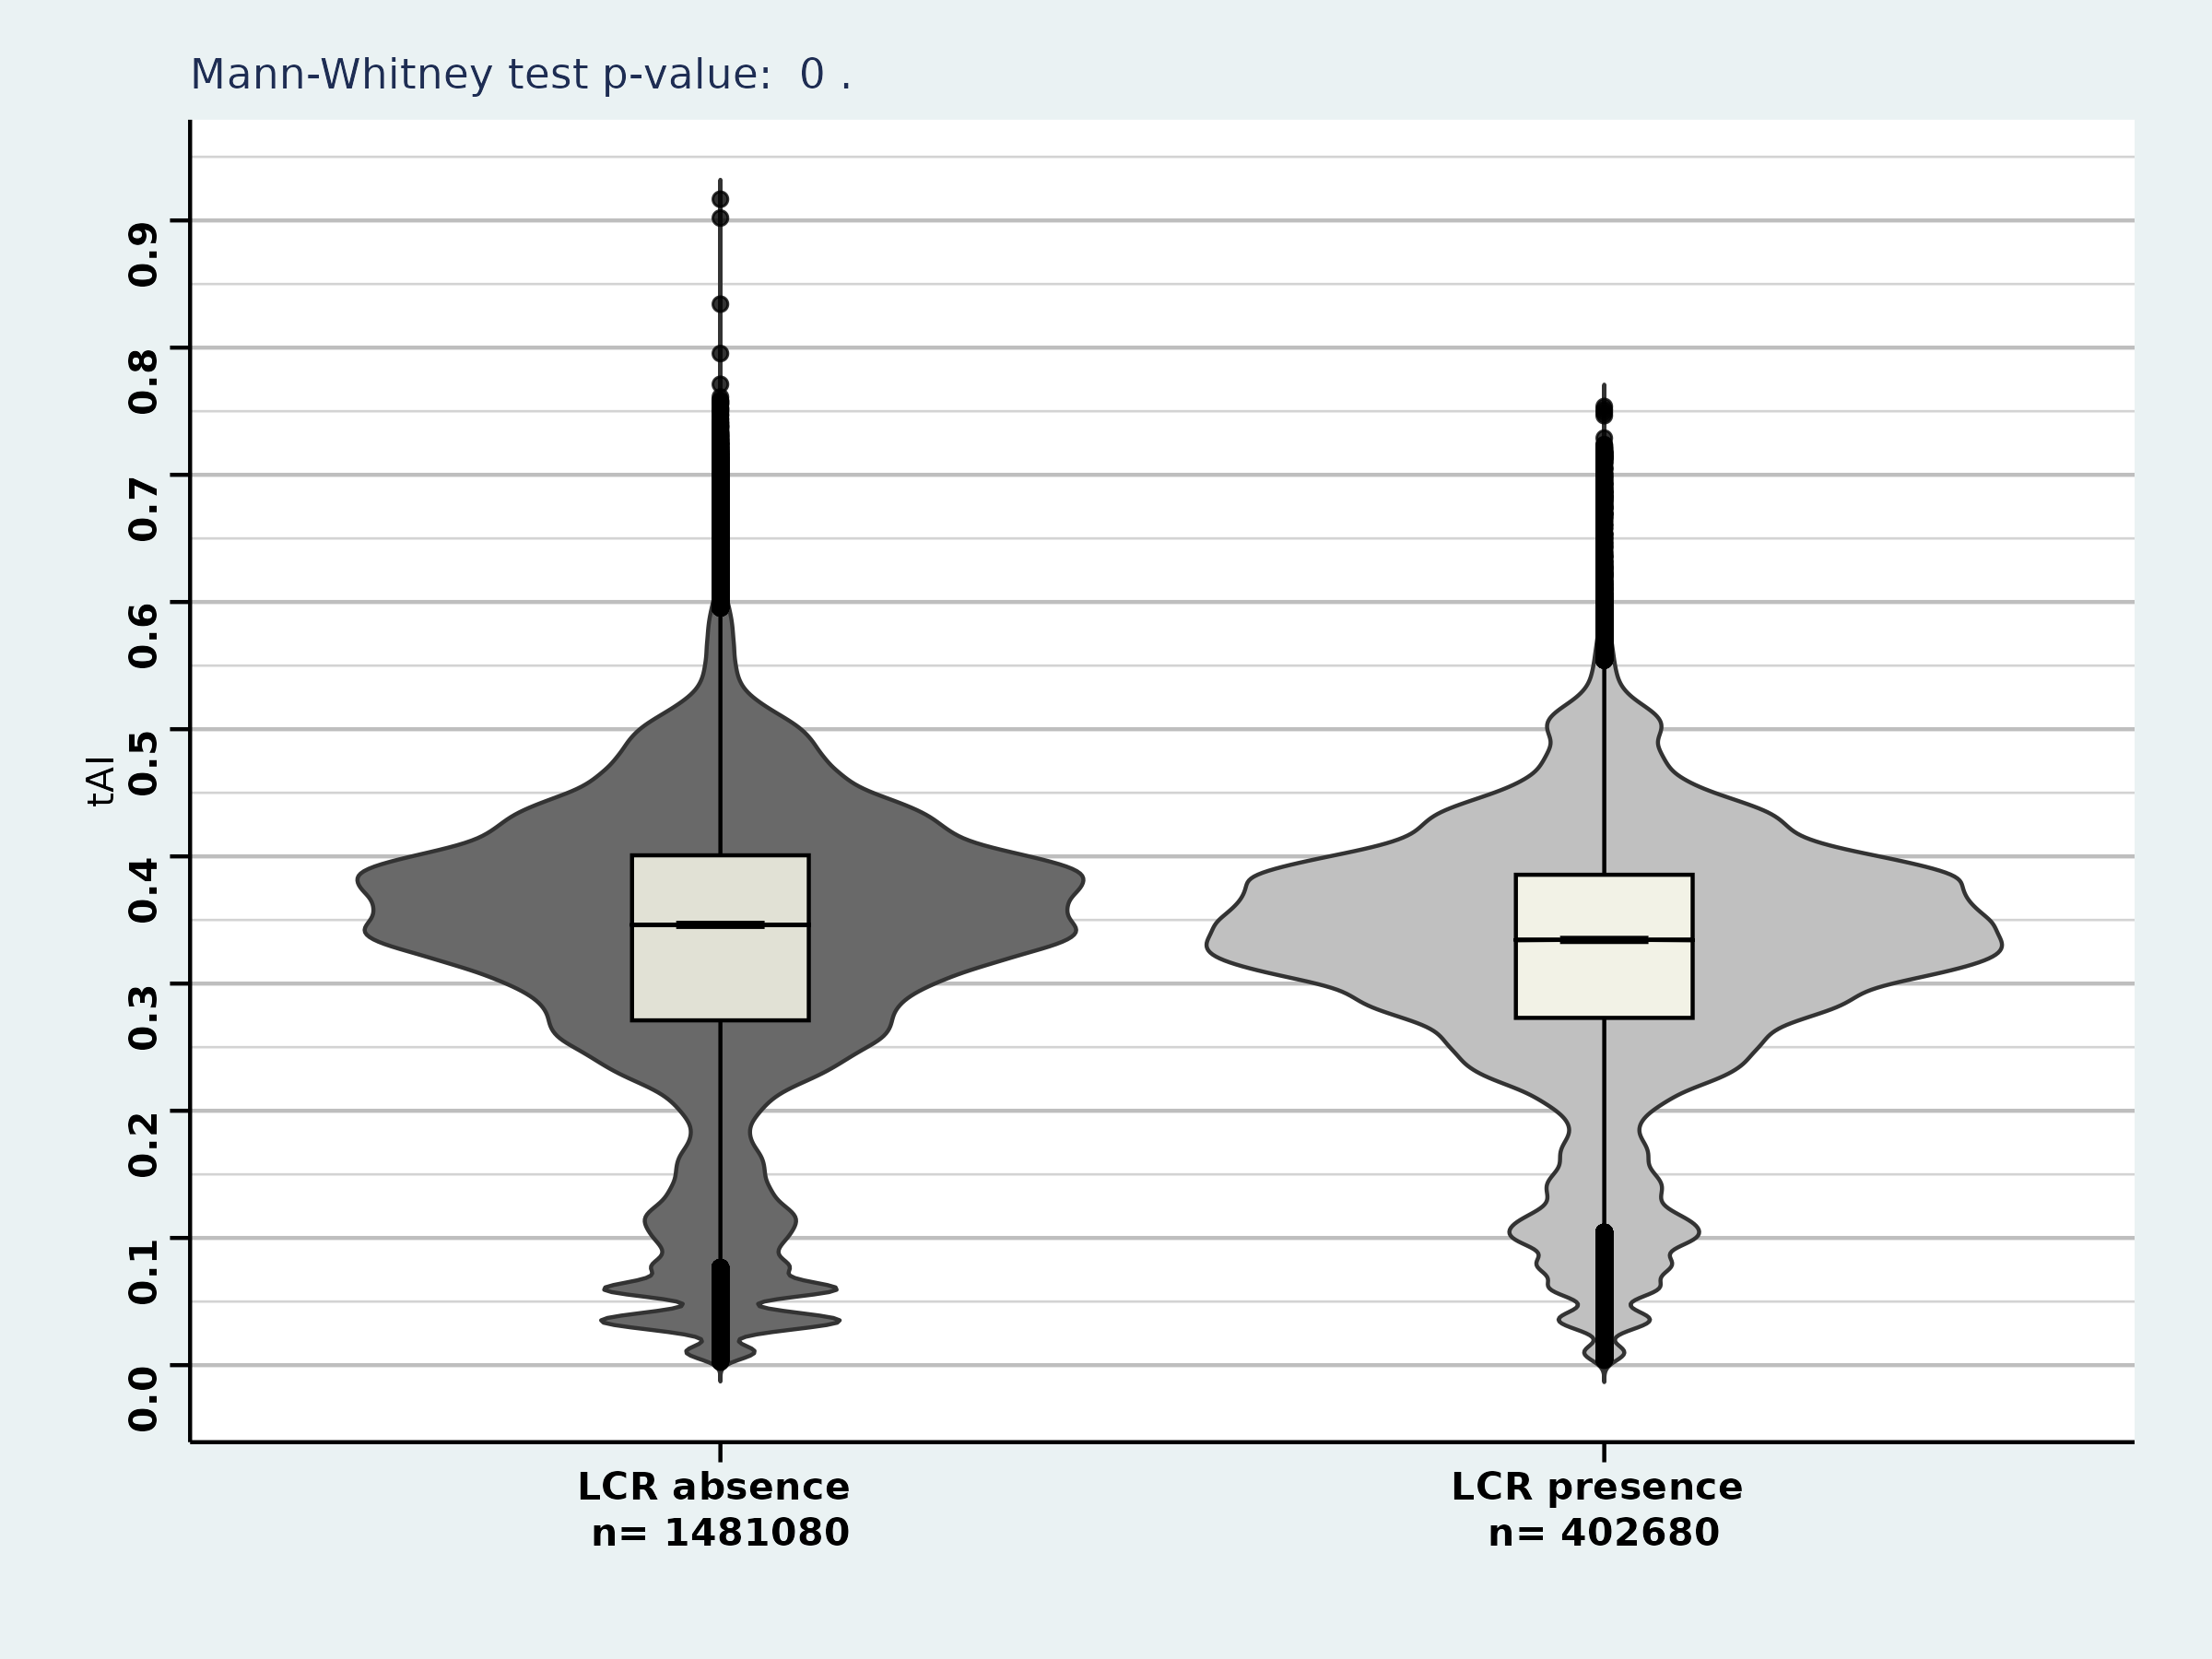 Mann-Whitney test p-value:  0 .
0.9
0.8
0.7
0.6
0.5
0.4
0.3
0.2
0.1
0.0
tAI
LCR absence
n= 1481080
LCR presence
n= 402680